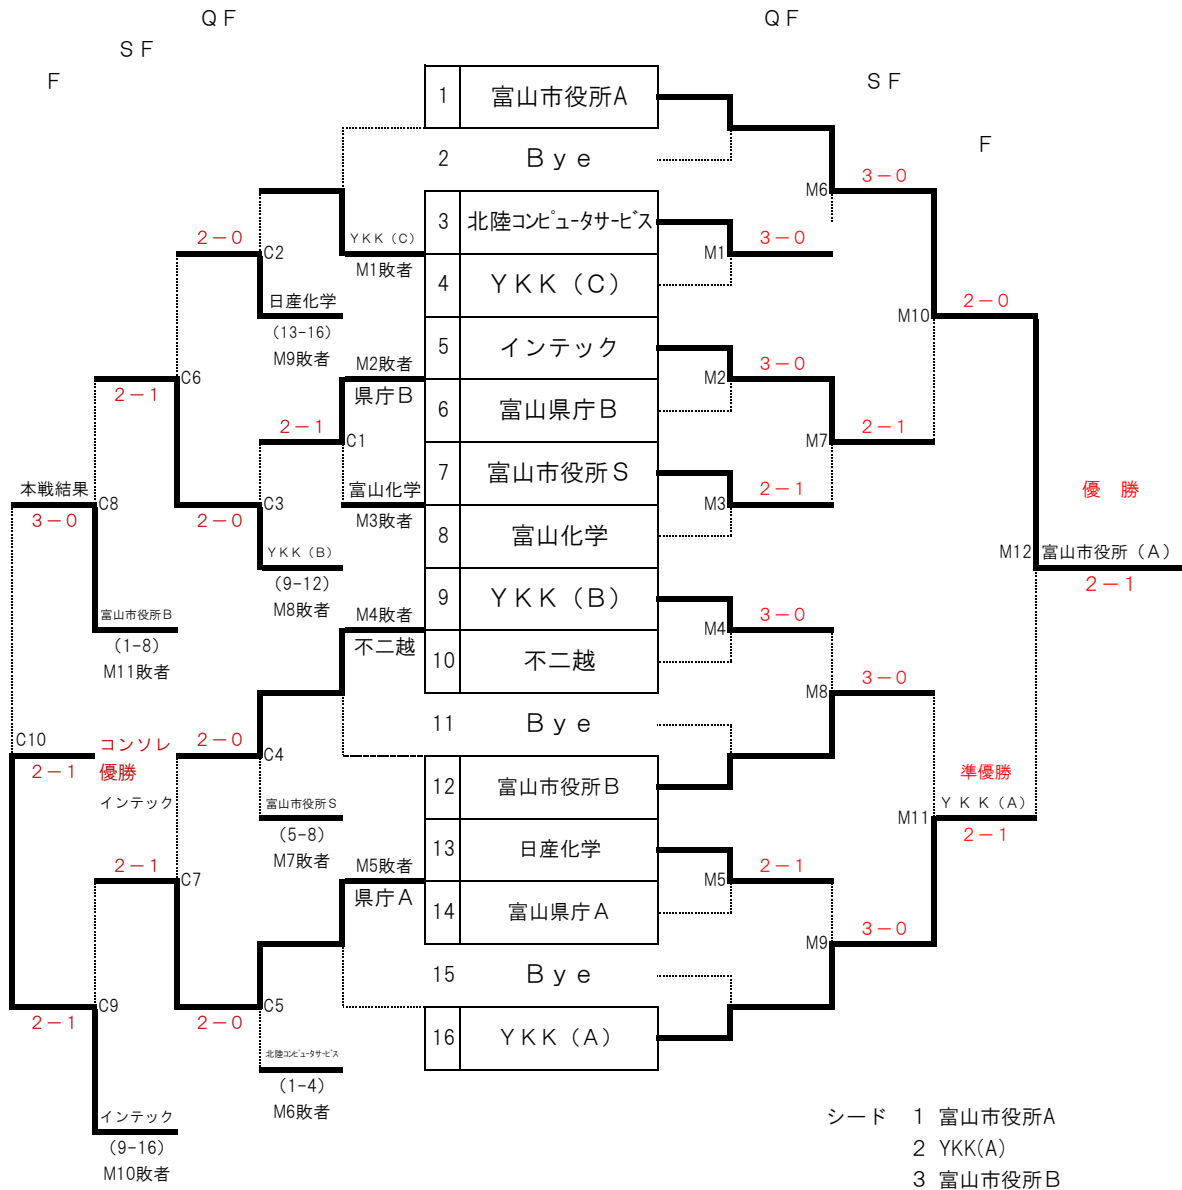 ＱＦ
ＱＦ
ＳＦ
Ｆ
ＳＦ
Ｆ
1 富山市役所A
2 Ｂｙｅ
3 北陸ｺﾝﾋﾟｭｰﾀｻｰﾋﾞｽ
4 ＹＫＫ（Ｃ）
5 インテック
6 富山県庁Ｂ
7 富山市役所Ｓ
8 富山化学
9 ＹＫＫ（Ｂ）
10 不二越
11 Ｂｙｅ
12 富山市役所Ｂ
13 日産化学
14 富山県庁Ａ
15 Ｂｙｅ
16 ＹＫＫ（Ａ）
M6 ３－０
M1 ３－０
M10 ２－０
M2 ３－０
M7 ２－１
M3 ２－１
優　勝
M12 富山市役所（Ａ）
２－１
M4 ３－０
M8 ３－０
準優勝
ＹＫＫ(Ａ)
M11 ２－１
M5 ２－１
M9 ３－０
２－０ C2
YKK（C）
M1敗者
日産化学
(13-16)
M9敗者
M2敗者
県庁Ｂ
２－１ C6
２－１ C1
富山化学
M3敗者
本戦結果
３－０ C8
２－０ C3
YKK（B）
(9-12)
M8敗者
富山市役所Ｂ
(1-8)
M11敗者
M4敗者
不二越
C10
２－１
コンソレ
優勝
インテック
２－０ C4
富山市役所Ｓ
(5-8)
M7敗者
M5敗者
県庁Ａ
２－１ C7
２－１ C9
２－０ C5
北陸ｺﾝﾋﾟｭｰﾀｻｰﾋﾞｽ
(1-4)
M6敗者
インテック
(9-16)
M10敗者
シード　1 富山市役所A
2 YKK(A)
3 富山市役所Ｂ